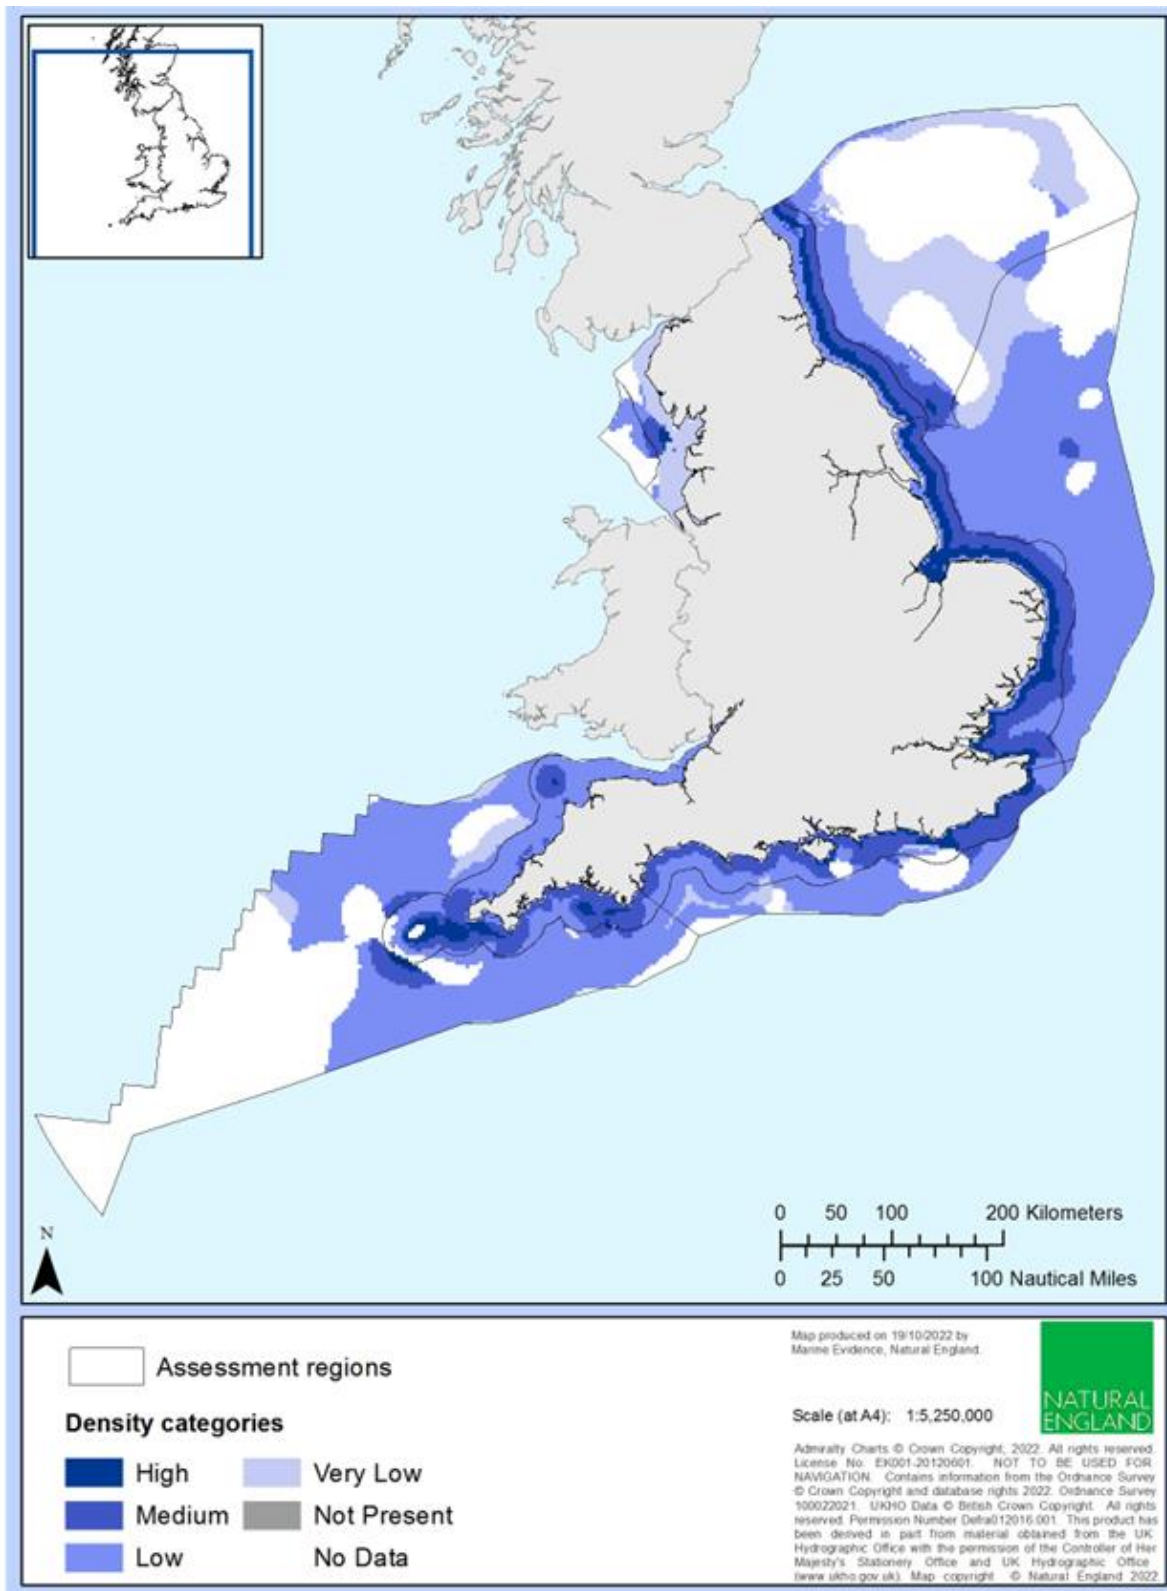 N
0 50 100 200 Kilometers
0 25 50 100 Nautical Miles
Assessment regions
Density categories
High
Medium
Low
Very Low
Not Present
No Data
Map produced on 19/10/2022 by
Marine Evidence, Natural England.
Scale (at A4): 1:5,250,000
NATURAL
ENGLAND
Admiralty Charts © Crown Copyright, 2022. All rights reserved.
License No. EK001-20120601. NOT TO BE USED FOR
NAVIGATION. Contains information from the Ordnance Survey
© Crown Copyright and database rights 2022. Ordnance Survey
100022021. UKHO Data © British Crown Copyright. All rights
reserved. Permission Number Defra012016.001. This product has
been derived in part from material obtained from the UK
Hydrographic Office with the permission of the Controller of Her
Majesty's Stationery Office and UK Hydrographic Office
(www.ukho.gov.uk). Map copyright © Natural England 2022